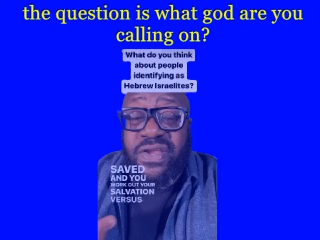 the question is what god are you
calling on?
What do you think
about people
identifying as
Hebrew Israelites?
SAVED
AND YOU
WORK OUT YOUR
SALVATION
VERSUS